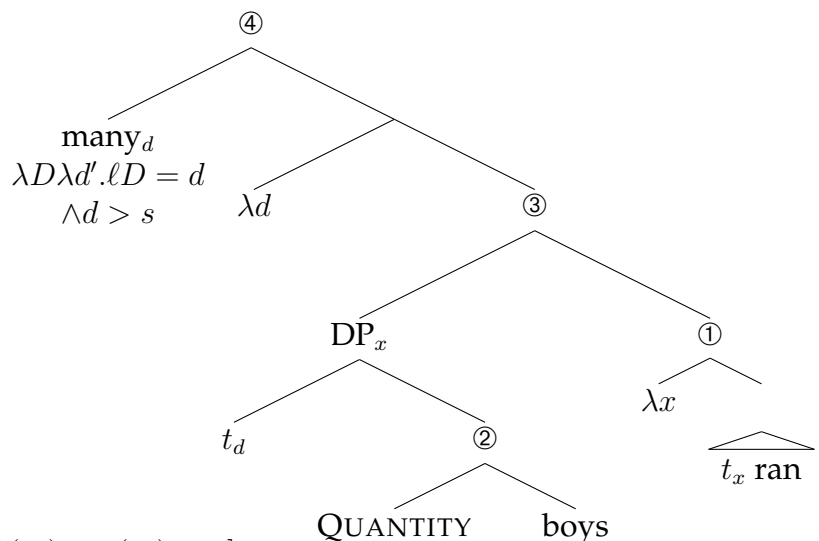 ④
many_d
λDλd′.ℓD = d
∧d > s
λd
③
DP_x
①
t_d
②
λx
t_x ran
QUANTITY boys